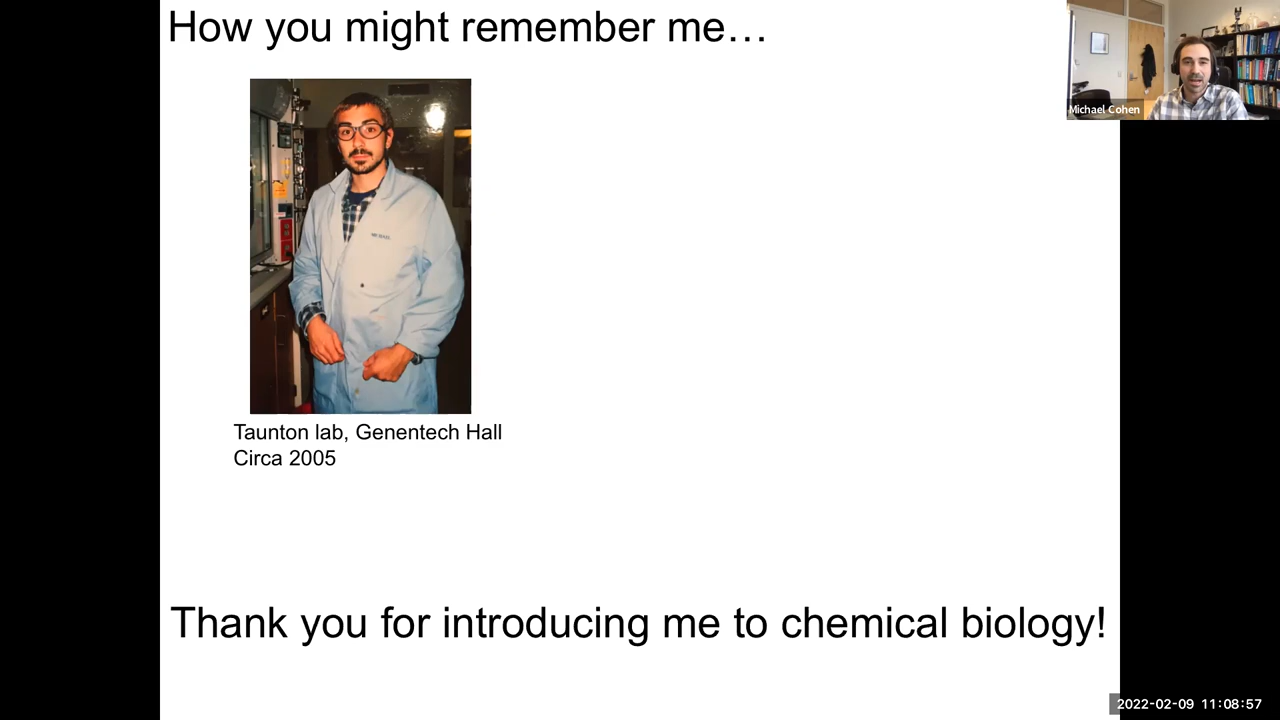 How you might remember me…
Michael Cohen
MICHAEL
Taunton lab, Genentech Hall
Circa 2005
Thank you for introducing me to chemical biology!
2022-02-09 11:08:57